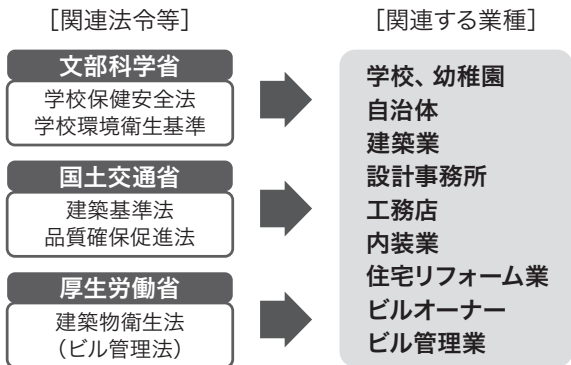 [関連法令等]
文部科学省
学校保健安全法
学校環境衛生基準
国土交通省
建築基準法
品質確保促進法
厚生労働省
建築物衛生法
（ビル管理法）
[関連する業種]
学校、幼稚園
自治体
建築業
設計事務所
工務店
内装業
住宅リフォーム業
ビルオーナー
ビル管理業